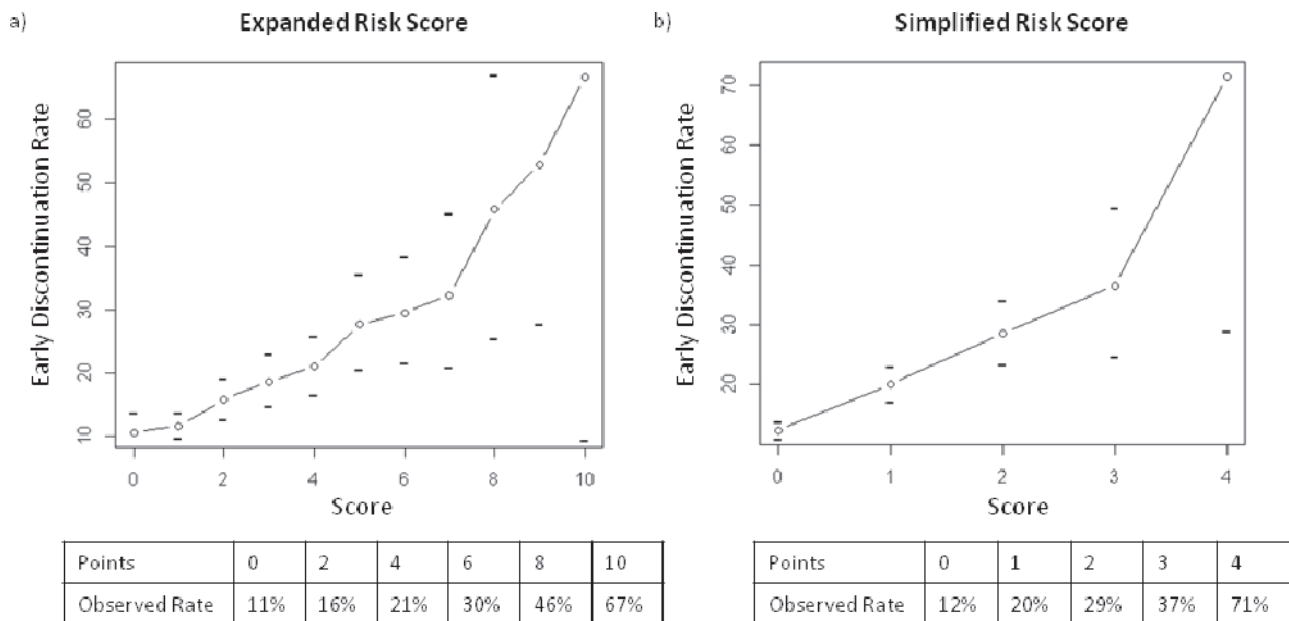 a)
Expanded Risk Score
Early Discontinuation Rate
60
50
40
30
20
10
0 2 4 6 8 10
Score
Points 0 2 4 6 8 10
Observed Rate 11% 16% 21% 30% 46% 67%
b)
Simplified Risk Score
Early Discontinuation Rate
70
60
50
40
30
20
0 1 2 3 4
Score
Points 0 1 2 3 4
Observed Rate 12% 20% 29% 37% 71%